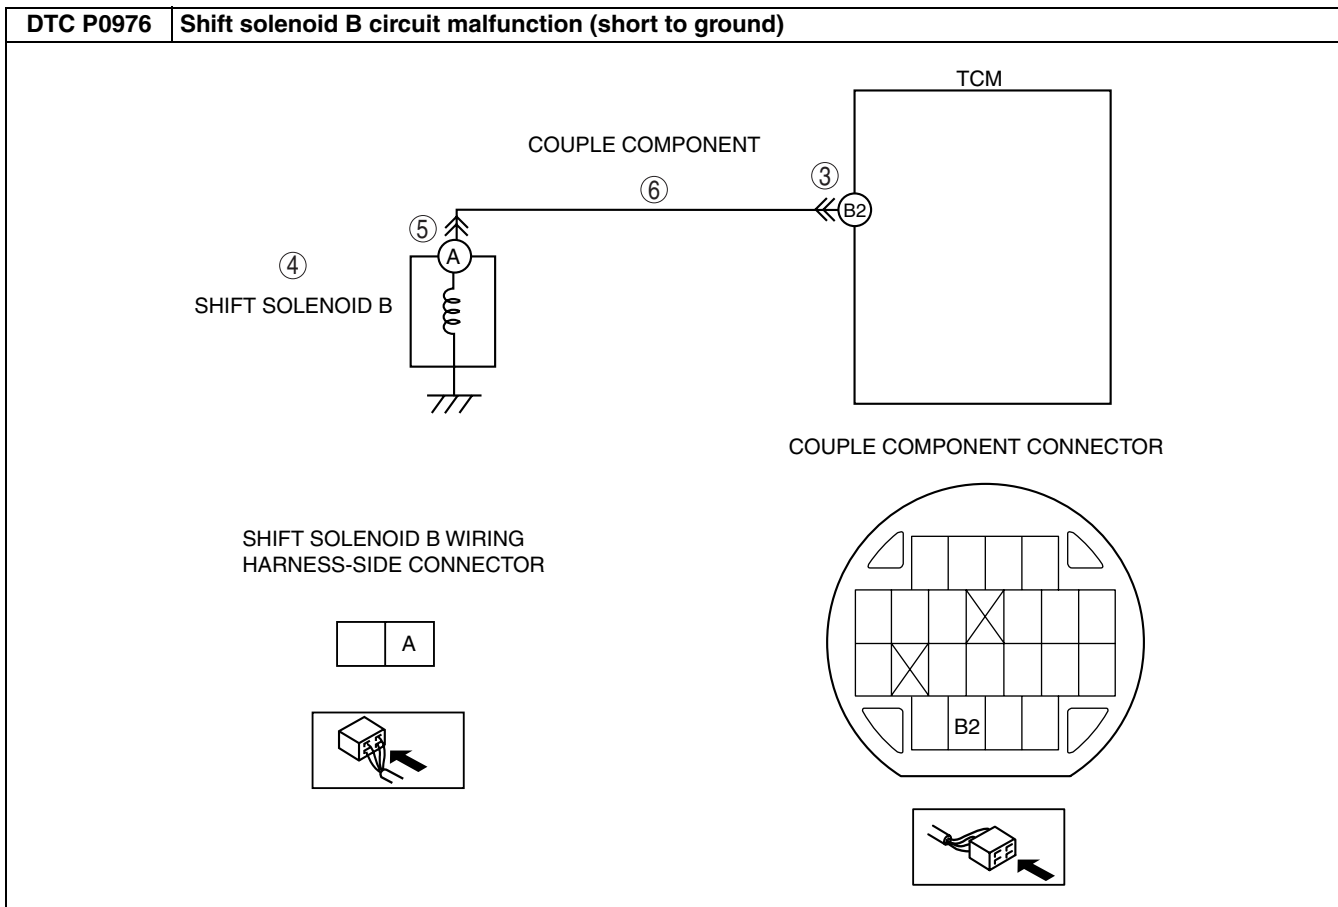 DTC P0976 Shift solenoid B circuit malfunction (short to ground)
TCM
COUPLE COMPONENT
③
⑥
B2
⑤
A
④
SHIFT SOLENOID B
COUPLE COMPONENT CONNECTOR
SHIFT SOLENOID B WIRING
HARNESS-SIDE CONNECTOR
A
B2